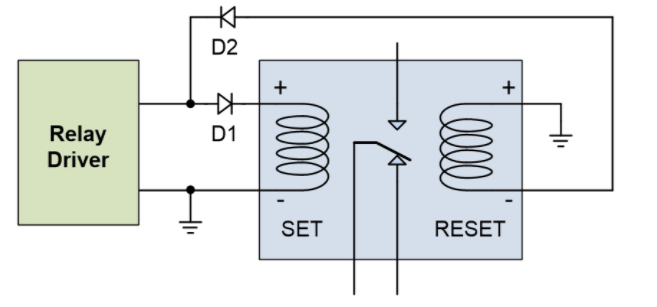 D2
+
+
D1
Relay
Driver
-
-
SET
RESET